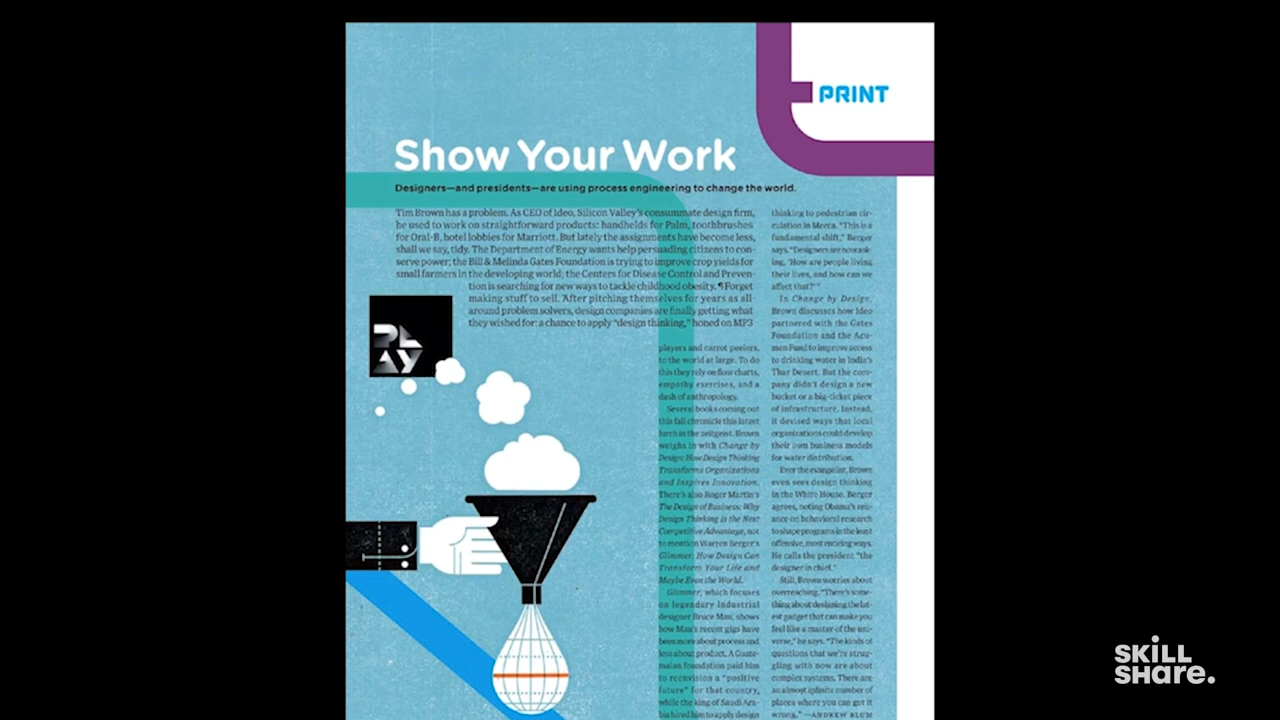 PRINT
Show Your Work
Designers—and presidents—are using process engineering to change the world.
Tim Brown has a problem. As CEO of Ideo, Silicon Valley's consummate design firm,
he used to work on straightforward products: handhelds for Palm, toothbrushes
for Oral-B, hotel lobbies for Marriott. But lately the assignments have become less,
shall we say, tidy. The Department of Energy wants help persuading citizens to con-
serve power; the Bill & Melinda Gates Foundation is trying to improve crop yields for
small farmers in the developing world; the Centers for Disease Control and Preven-
tion is searching for new ways to tackle childhood obesity. ¶ Forget
making stuff to sell. After pitching themselves for years as all-
around problem solvers, design companies are finally getting what
they wished for: a chance to apply "design thinking," honed on MP3
players and carrot peelers,
to the world at large. To do
this they rely on flow charts,
empathy exercises, and a
dash of anthropology.
Several books coming out
this fall chronicle this latest
lurch in the zeitgeist. Brown
weighs in with Change by
Design: How Design Thinking
Transforms Organizations
and Inspires Innovation.
There's also Roger Martin's
The Design of Business: Why
Design Thinking Is the Next
Competitive Advantage, not
to mention Warren Berger's
Glimmer: How Design Can
Transform Your Life and
Maybe Even the World.
Glimmer, which focuses
on legendary industrial
designer Bruce Mau, shows
how Mau's recent gigs have
been more about process and
less about product. A Guate-
malan foundation paid him
to reenvision a "positive
future" for that country,
while the king of Saudi Ara-
bia hired him to apply design
thinking to pedestrian cir-
culation in Mecca. "This is a
fundamental shift," Berger
says. "Designers are now ask-
ing, 'How are people living
their lives, and how can we
affect that?'"
In Change by Design,
Brown discusses how Ideo
partnered with the Gates
Foundation and the Acu-
men Fund to improve access
to drinking water in India's
Thar Desert. But the com-
pany didn't design a new
bucket or a big-ticket piece
of infrastructure. Instead,
it devised ways that local
organizations could develop
their own business models
for water distribution.
Ever the evangelist, Brown
even sees design thinking
in the White House. Berger
agrees, noting Obama's reli-
ance on behavioral research
to shape programs in the least
offensive, most enticing ways.
He calls the president "the
designer in chief."
Still, Brown worries about
overreaching. "There's some-
thing about designing the lat-
est gadget that can make you
feel like a master of the uni-
verse," he says. "The kinds of
questions that we're strug-
gling with now are about
complex systems. There are
an almost infinite number of
places where you can get it
wrong." —ANDREW BLUM
PL
AY
SKILL
SHARE.